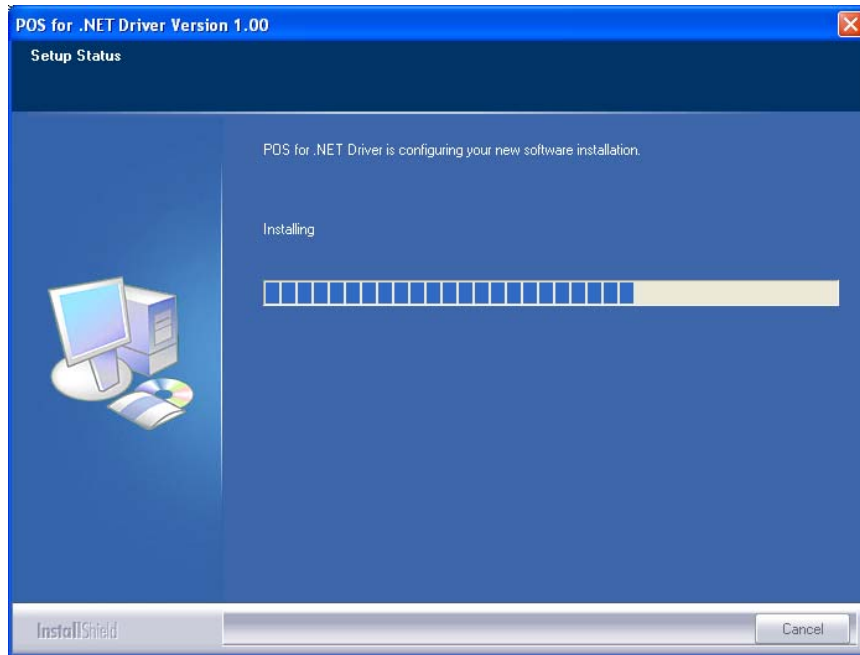 POS for .NET Driver Version 1.00
Setup Status
POS for .NET Driver is configuring your new software installation.
Installing
InstallShield
Cancel